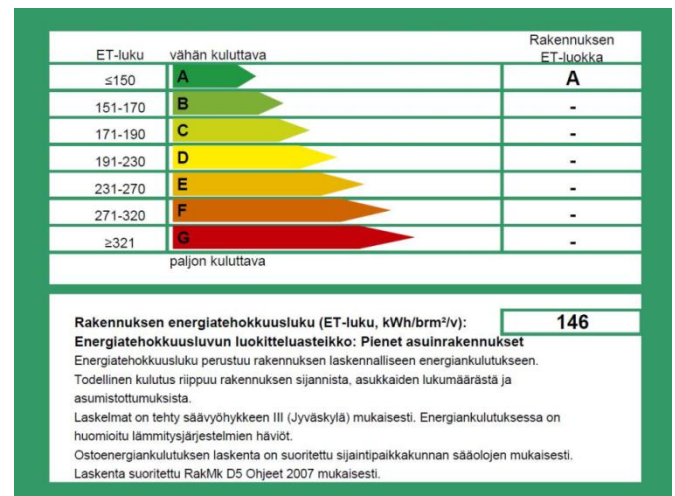 Rakennuksen
ET-luku vähän kuluttava ET-luokka
≤150 A A
151-170 B -
171-190 C -
191-230 D -
231-270 E -
271-320 F -
≥321 G -
paljon kuluttava
Rakennuksen energiatehokkuusluku (ET-luku, kWh/brm²/v): 146
Energiatehokkuusluvun luokitteluasteikko: Pienet asuinrakennukset
Energiatehokkuusluku perustuu rakennuksen laskennalliseen energiankulutukseen.
Todellinen kulutus riippuu rakennuksen sijannista, asukkaiden lukumäärästä ja
asumistottumuksista.
Laskelmat on tehty säävyöhykkeen III (Jyväskylä) mukaisesti. Energiankulutuksessa on
huomioitu lämmitysjärjestelmien häviöt.
Ostoenergiankulutuksen laskenta on suoritettu sijaintipaikkakunnan sääolojen mukaisesti.
Laskenta suoritettu RakMk D5 Ohjeet 2007 mukaisesti.